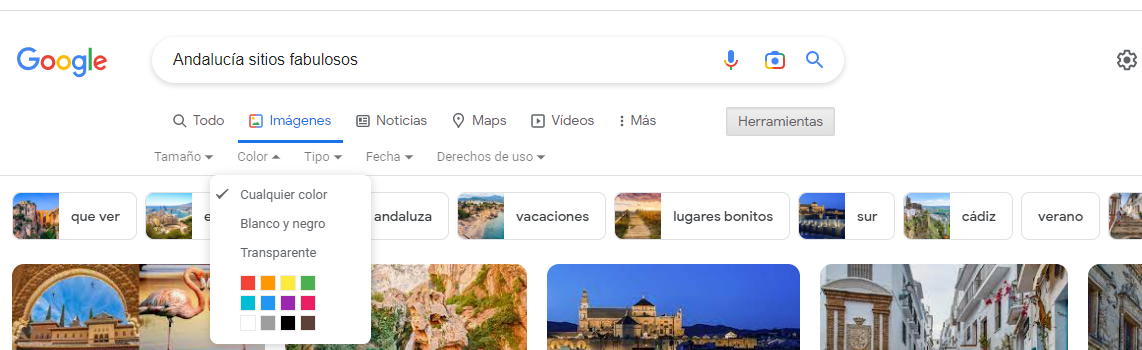 Google
Andalucía sitios fabulosos
Todo Imágenes Noticias Maps Vídeos Más Herramientas
Tamaño Color Tipo Fecha Derechos de uso
Cualquier color
Blanco y negro
Transparente
que ver e andaluza vacaciones lugares bonitos sur cádiz verano